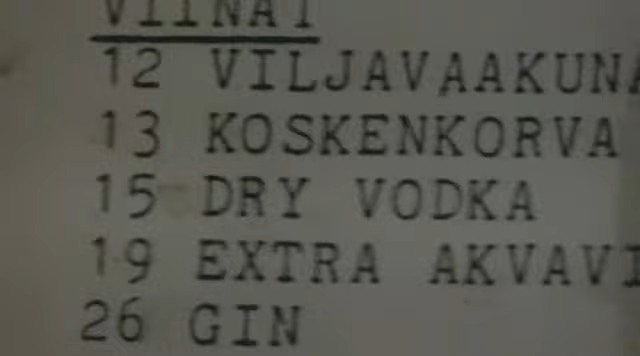 VIINAT
12 VILJAVAAKUNA
13 KOSKENKORVA
15 DRY VODKA
19 EXTRA AKVAVI
26 GIN